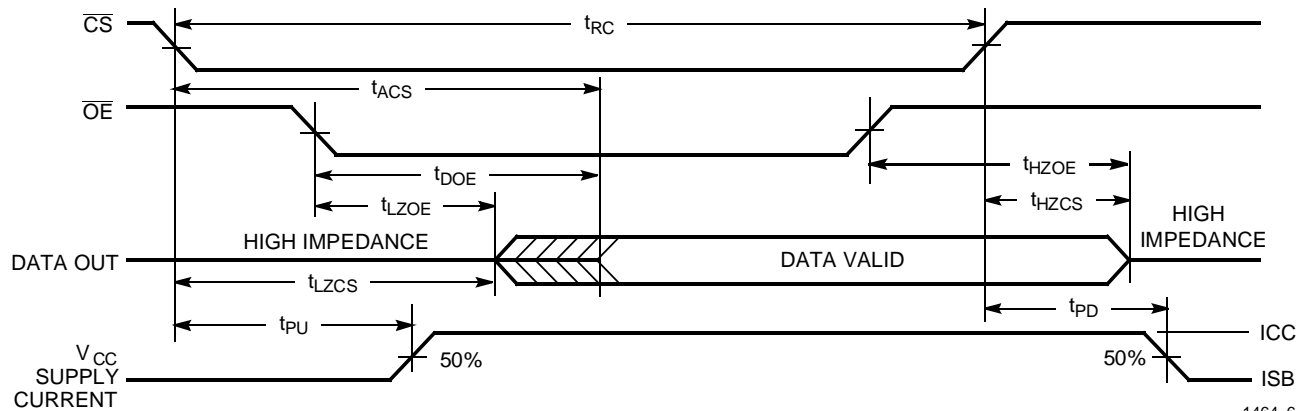 CS
tRC
tACS
OE
tDOE
tHZOE
tLZOE
tHZCS
HIGH IMPEDANCE
HIGH
IMPEDANCE
DATA OUT
DATA VALID
tLZCS
tPU
tPD
VCC
SUPPLY
CURRENT
50%
50%
ICC
ISB